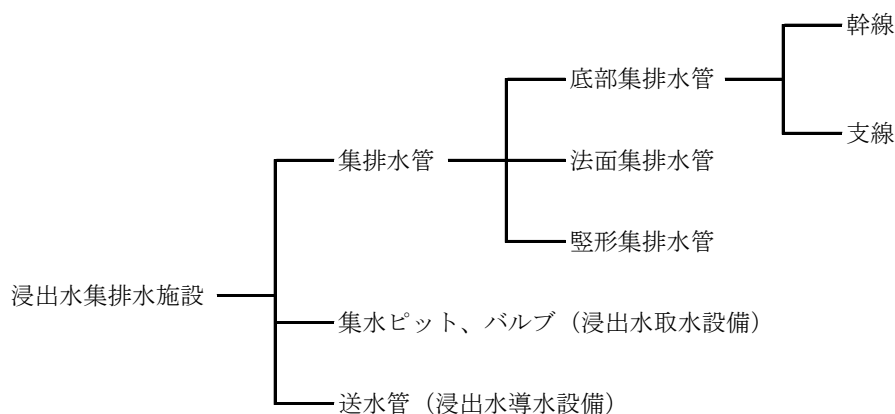 幹線
底部集排水管
支線
集排水管
法面集排水管
竪形集排水管
浸出水集排水施設
集水ピット、バルブ（浸出水取水設備）
送水管（浸出水導水設備）